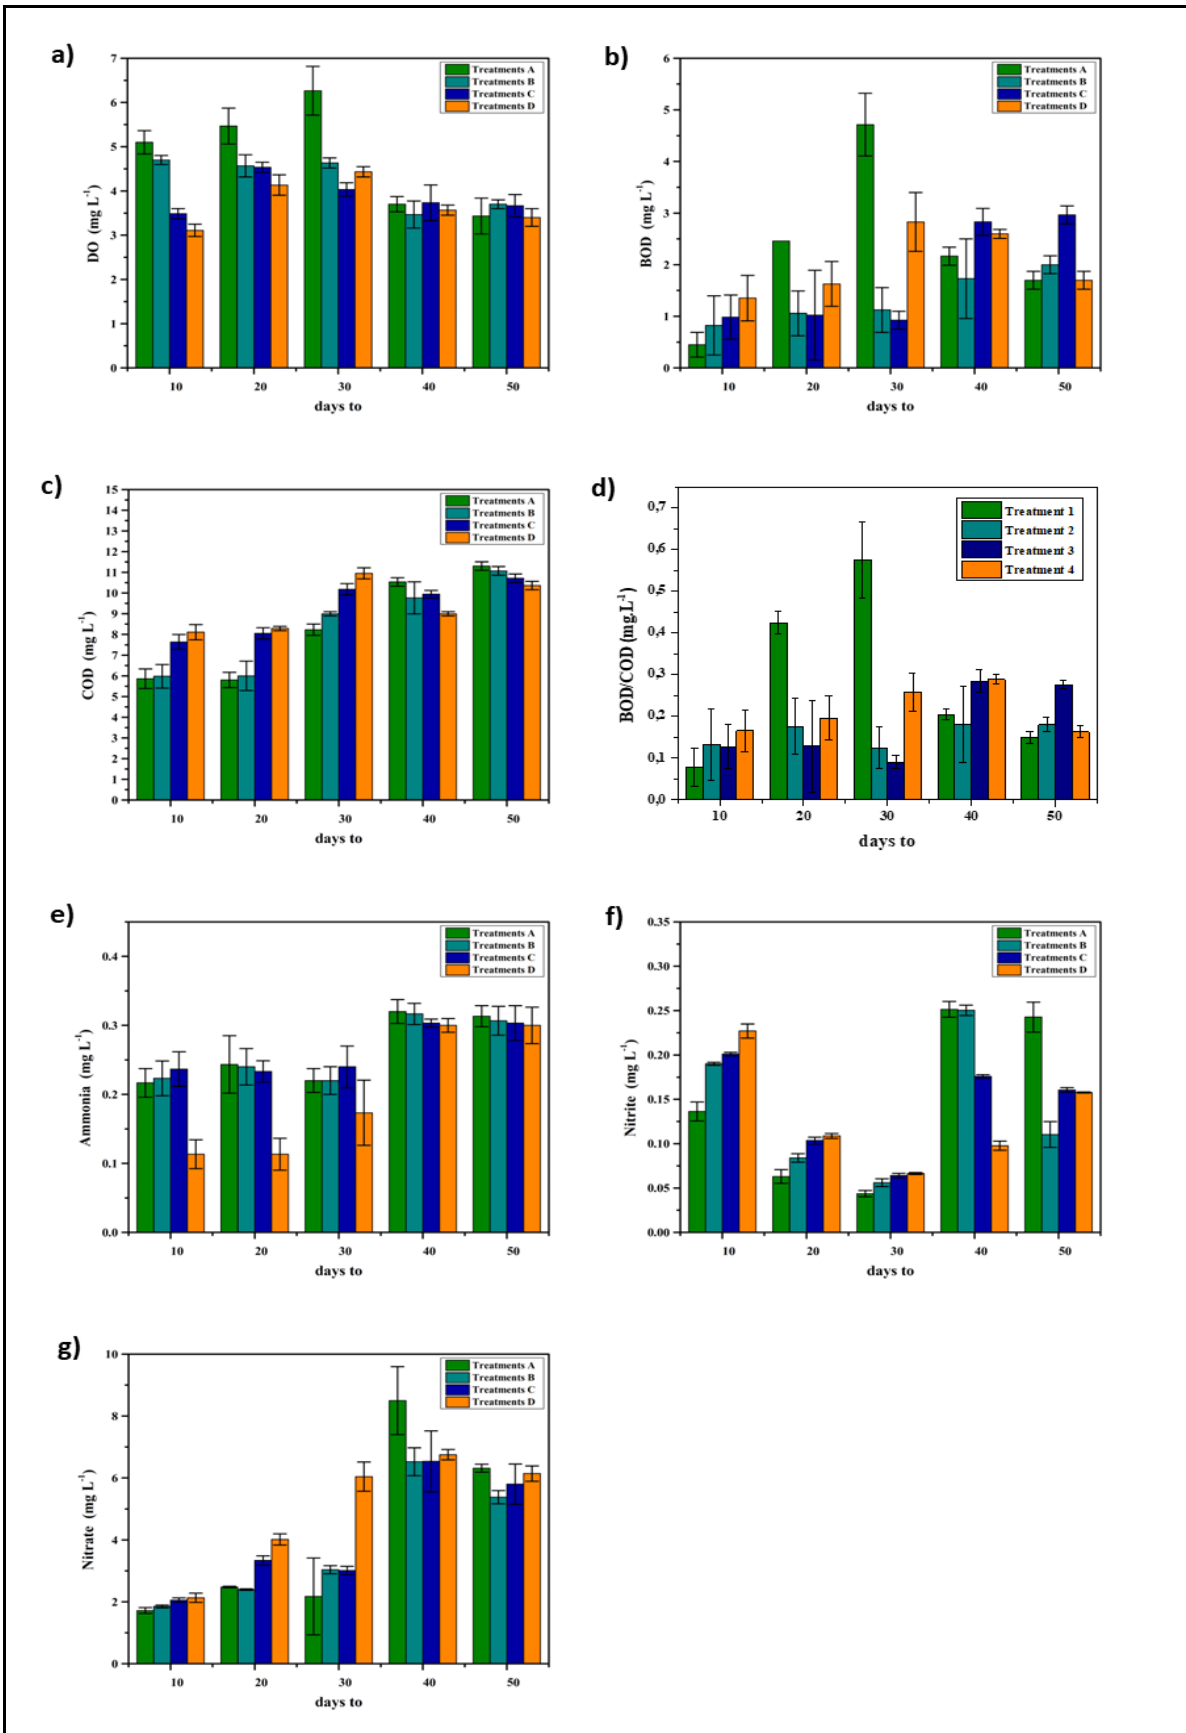 a)
7
6
5
4
3
2
1
0
DO (mg L⁻¹)
Treatments A
Treatments B
Treatments C
Treatments D
10 20 30 40 50
days to
b)
6
5
4
3
2
1
0
BOD (mg L⁻¹)
Treatments A
Treatments B
Treatments C
Treatments D
10 20 30 40 50
days to
c)
15
14
13
12
11
10
9
8
7
6
5
4
3
2
1
0
COD (mg L⁻¹)
Treatments A
Treatments B
Treatments C
Treatments D
10 20 30 40 50
days to
d)
0,7
0,6
0,5
0,4
0,3
0,2
0,1
0,0
BOD/COD (mg.L⁻¹)
Treatment 1
Treatment 2
Treatment 3
Treatment 4
10 20 30 40 50
days to
e)
0.4
0.3
0.2
0.1
0.0
Ammonia (mg L⁻¹)
Treatments A
Treatments B
Treatments C
Treatments D
10 20 30 40 50
days to
f)
0.35
0.30
0.25
0.20
0.15
0.10
0.05
0.00
Nitrite (mg L⁻¹)
Treatments A
Treatments B
Treatments C
Treatments D
10 20 30 40 50
days to
g)
10
8
6
4
2
0
Nitrate (mg L⁻¹)
Treatments A
Treatments B
Treatments C
Treatments D
10 20 30 40 50
days to